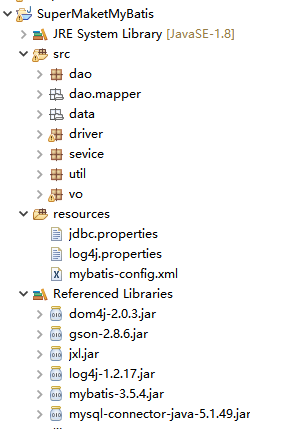 SuperMaketMyBatis
JRE System Library [JavaSE-1.8]
src
dao
dao.mapper
data
driver
sevice
util
vo
resources
jdbc.properties
log4j.properties
mybatis-config.xml
Referenced Libraries
dom4j-2.0.3.jar
gson-2.8.6.jar
jxl.jar
log4j-1.2.17.jar
mybatis-3.5.4.jar
mysql-connector-java-5.1.49.jar